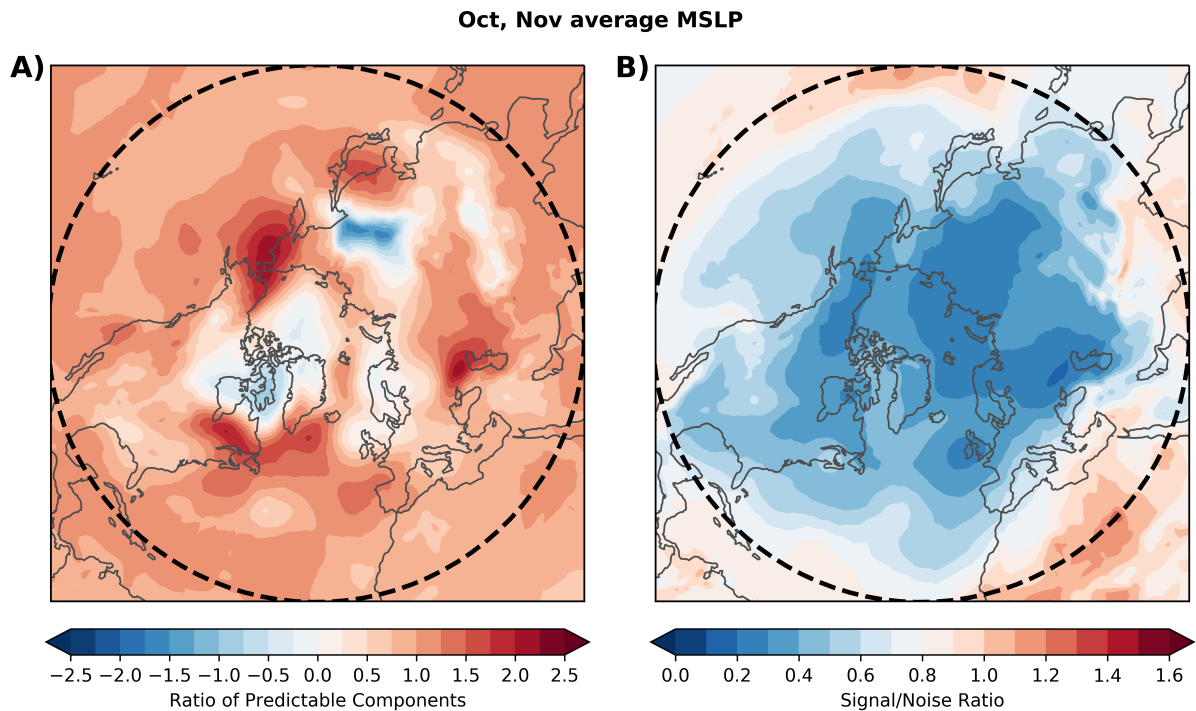 Oct, Nov average MSLP
A)
B)
−2.5 −2.0 −1.5 −1.0 −0.5 0.0 0.5 1.0 1.5 2.0 2.5
Ratio of Predictable Components
0.0 0.2 0.4 0.6 0.8 1.0 1.2 1.4 1.6
Signal/Noise Ratio